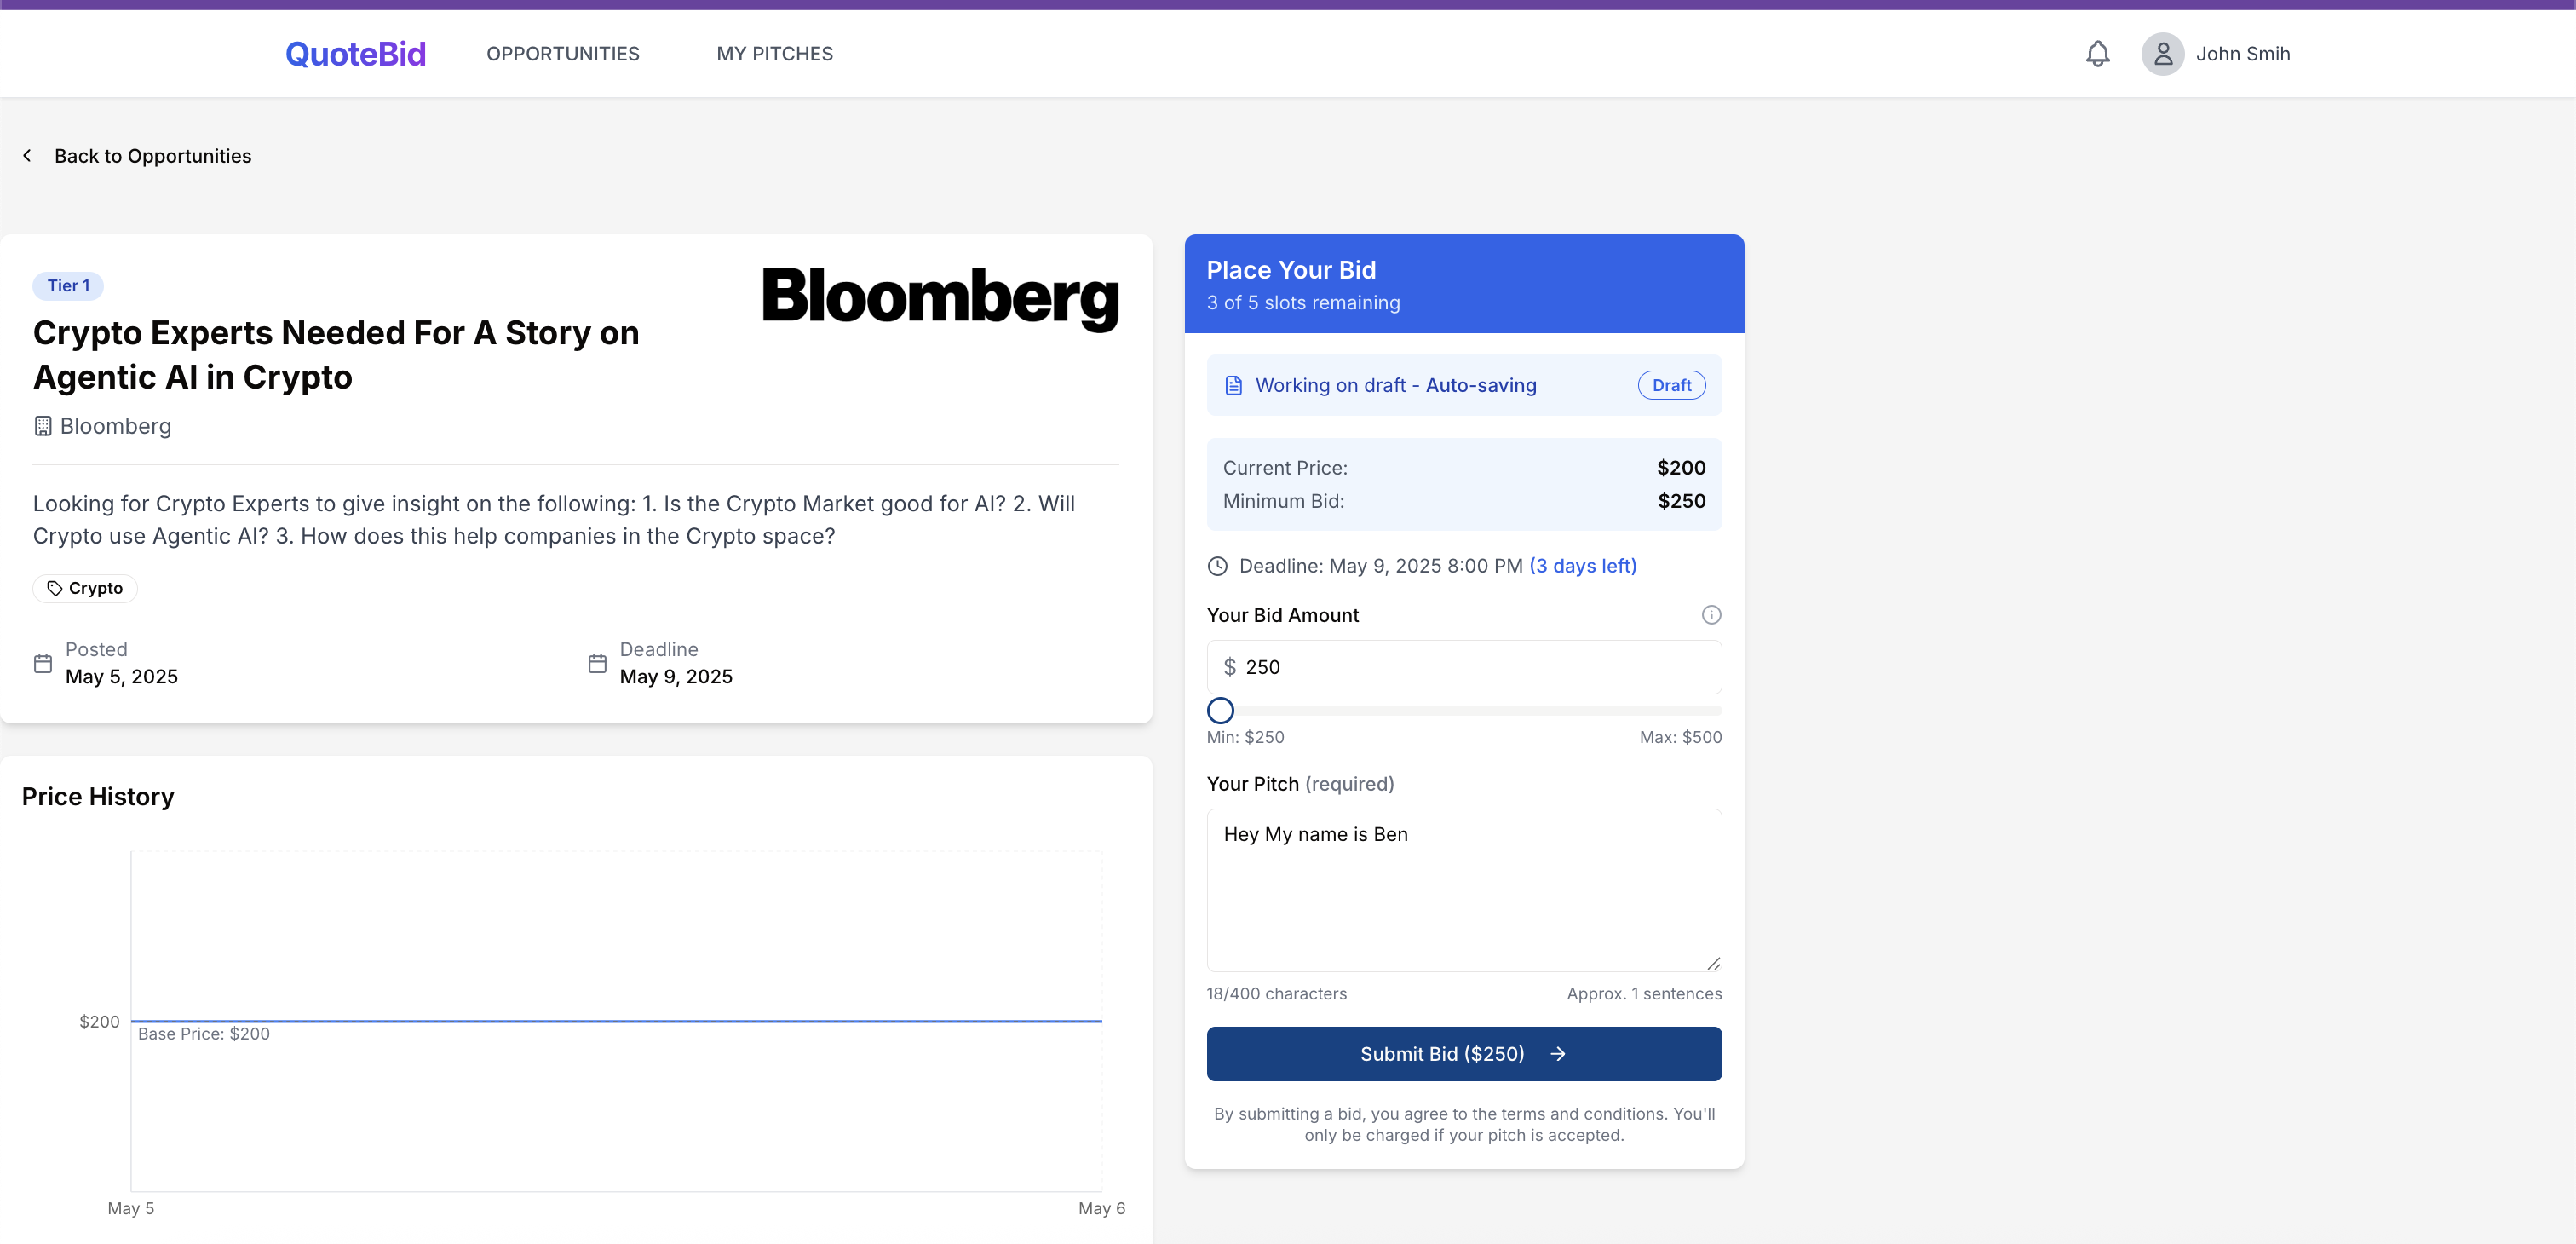 QuoteBid
OPPORTUNITIES
MY PITCHES
John Smih
Back to Opportunities
Tier 1
Bloomberg
Crypto Experts Needed For A Story on
Agentic AI in Crypto
Bloomberg
Looking for Crypto Experts to give insight on the following: 1. Is the Crypto Market good for AI? 2. Will
Crypto use Agentic AI? 3. How does this help companies in the Crypto space?
Crypto
Posted
May 5, 2025
Deadline
May 9, 2025
Price History
$200
Base Price: $200
May 5
May 6
Place Your Bid
3 of 5 slots remaining
Working on draft - Auto-saving
Draft
Current Price: $200
Minimum Bid: $250
Deadline: May 9, 2025 8:00 PM (3 days left)
Your Bid Amount
$ 250
Min: $250
Max: $500
Your Pitch (required)
Hey My name is Ben
18/400 characters
Approx. 1 sentences
Submit Bid ($250)
By submitting a bid, you agree to the terms and conditions. You'll
only be charged if your pitch is accepted.